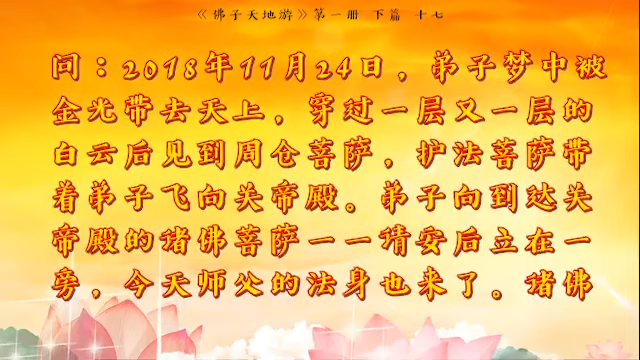 《佛子天地游》第一册 下篇 十七
问：2018年11月24日，弟子梦中被
金光带去天上，穿过一层又一层的
白云后见到周仓菩萨，护法菩萨带
着弟子飞向关帝殿。弟子向到达关
帝殿的诸佛菩萨一一请安后立在一
旁，今天师父的法身也来了。诸佛